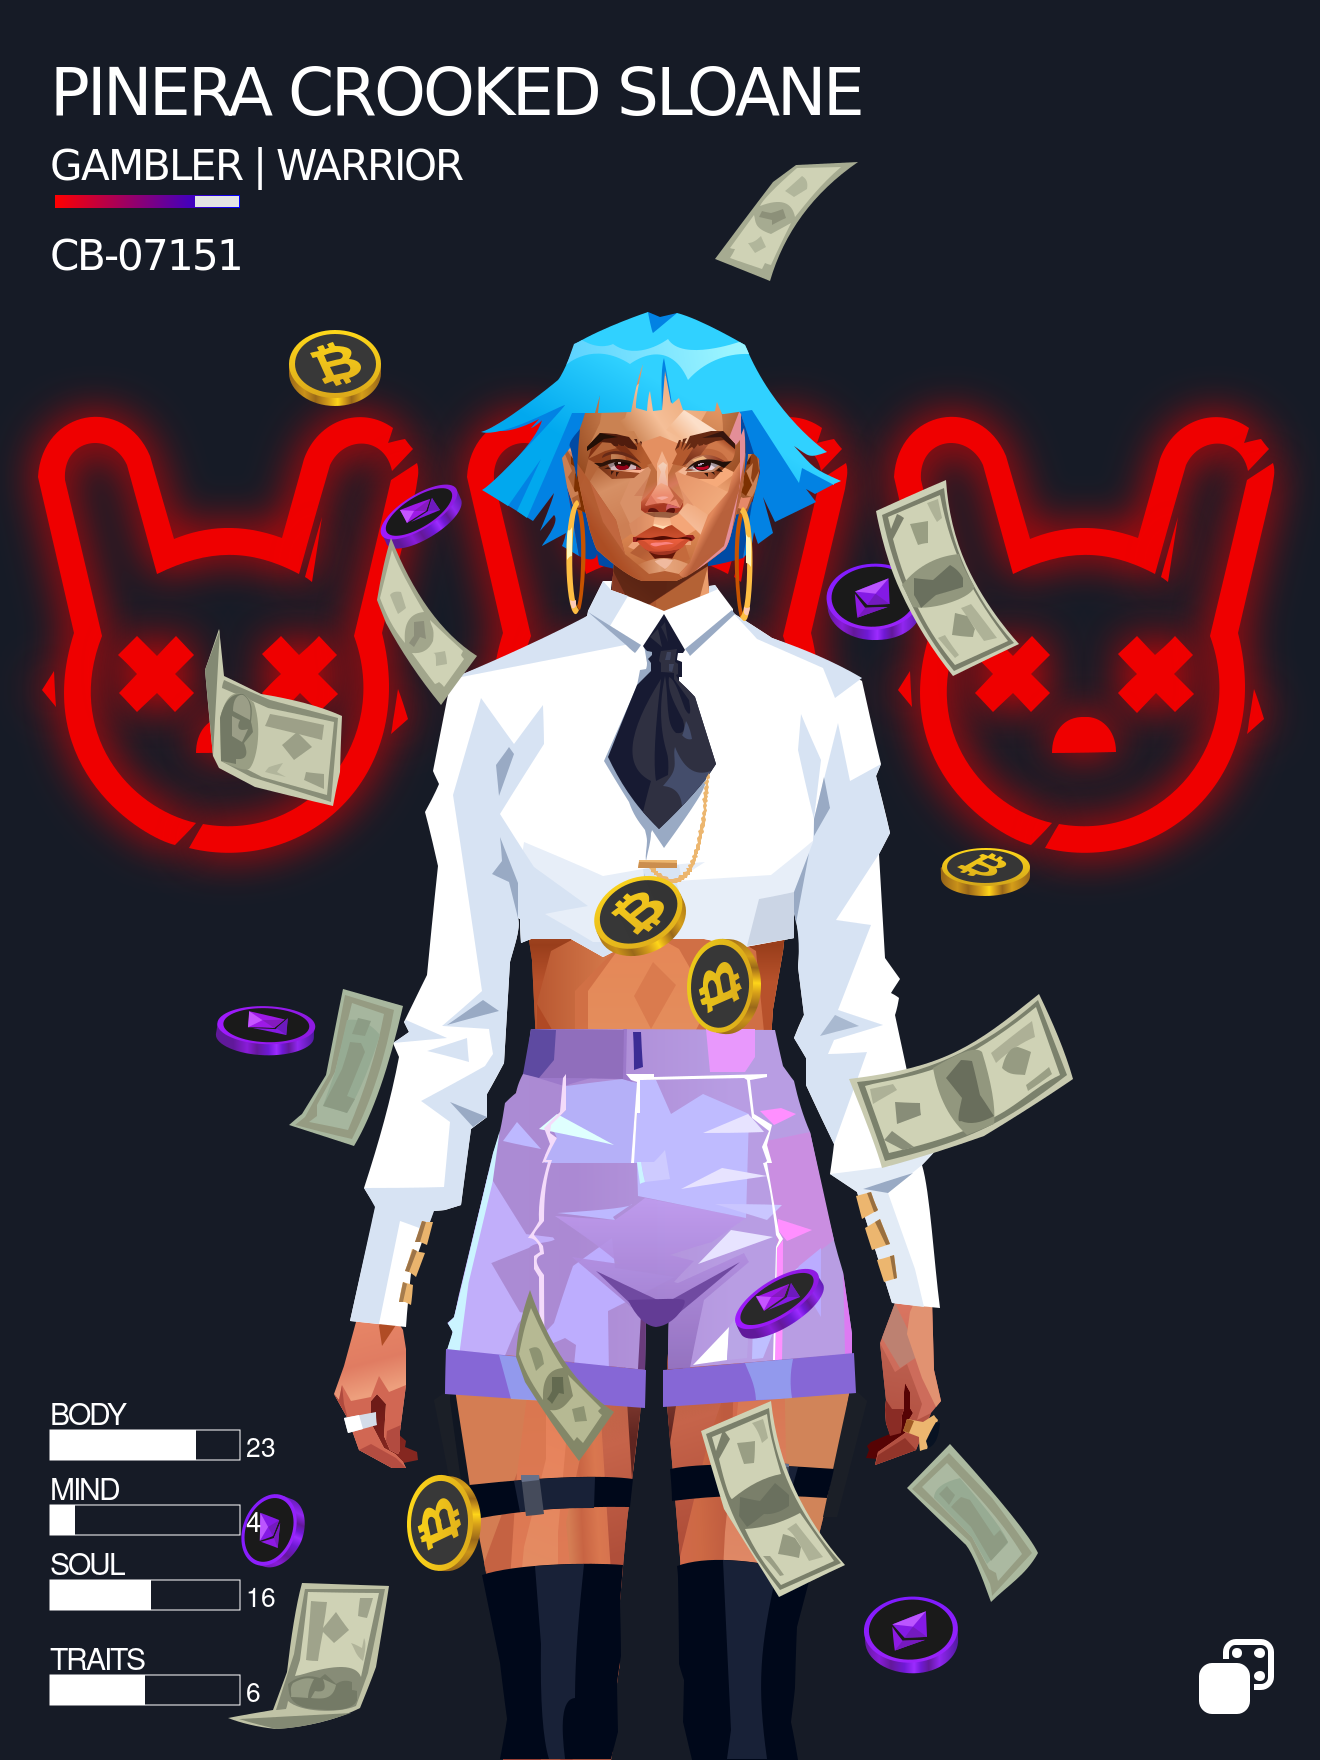 PINERA CROOKED SLOANE
GAMBLER | WARRIOR
CB-07151
BODY
23
MIND
4
SOUL
16
TRAITS
6